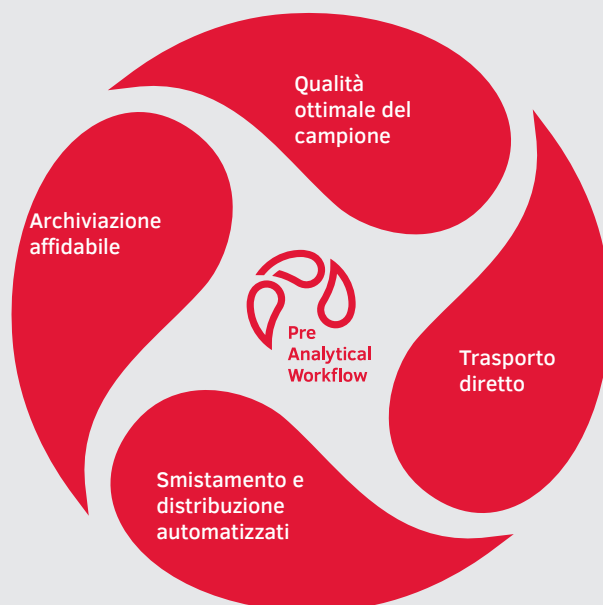 Qualità
ottimale del
campione
Archiviazione
affidabile
Pre
Analytical
Workflow
Trasporto
diretto
Smistamento e
distribuzione
automatizzati